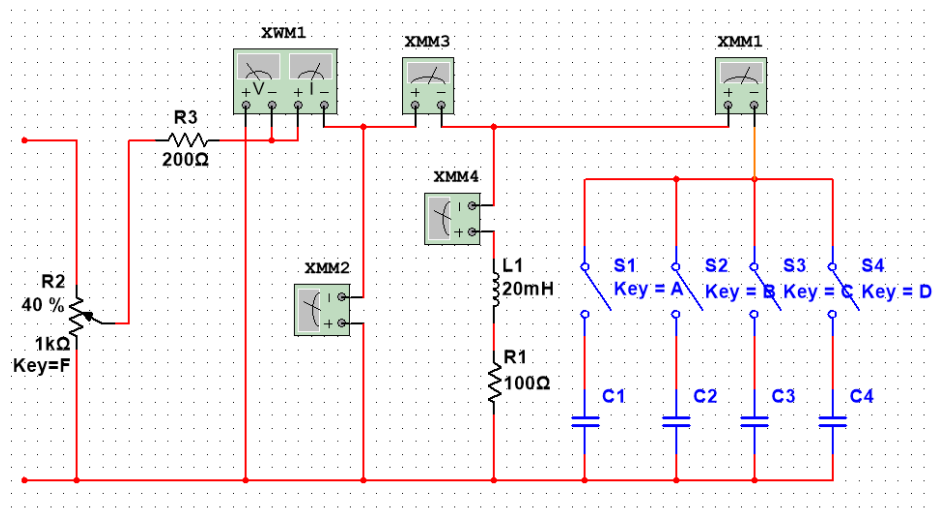 XWM1
XMM3
XMM1
+ V − + I −
+ −
+ −
R3
200Ω
XMM4
I
+
XMM2
I
+
R2
40 %
1kΩ
Key=F
L1
20mH
R1
100Ω
S1
Key = A
S2
Key = B
S3
Key = C
S4
Key = D
C1
C2
C3
C4